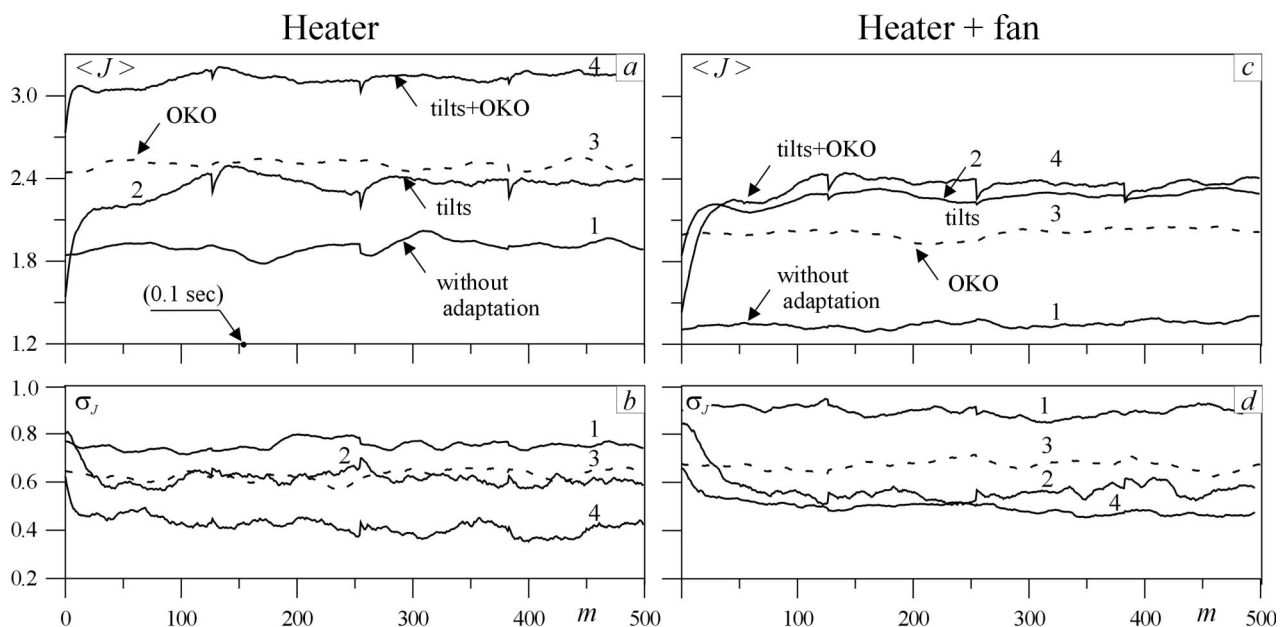 Heater
Heater + fan
< J >
a
3.0
2.4
1.8
1.2
OKO
tilts+OKO
4
3
2
tilts
1
without
adaptation
(0.1 sec)
< J >
c
tilts+OKO
2
4
tilts
3
OKO
without
adaptation
1
σJ
b
1.0
0.8
0.6
0.4
0.2
1
2
3
4
0
100
200
300
400
m
500
σJ
d
1
3
2
4
100
200
300
400
m
500